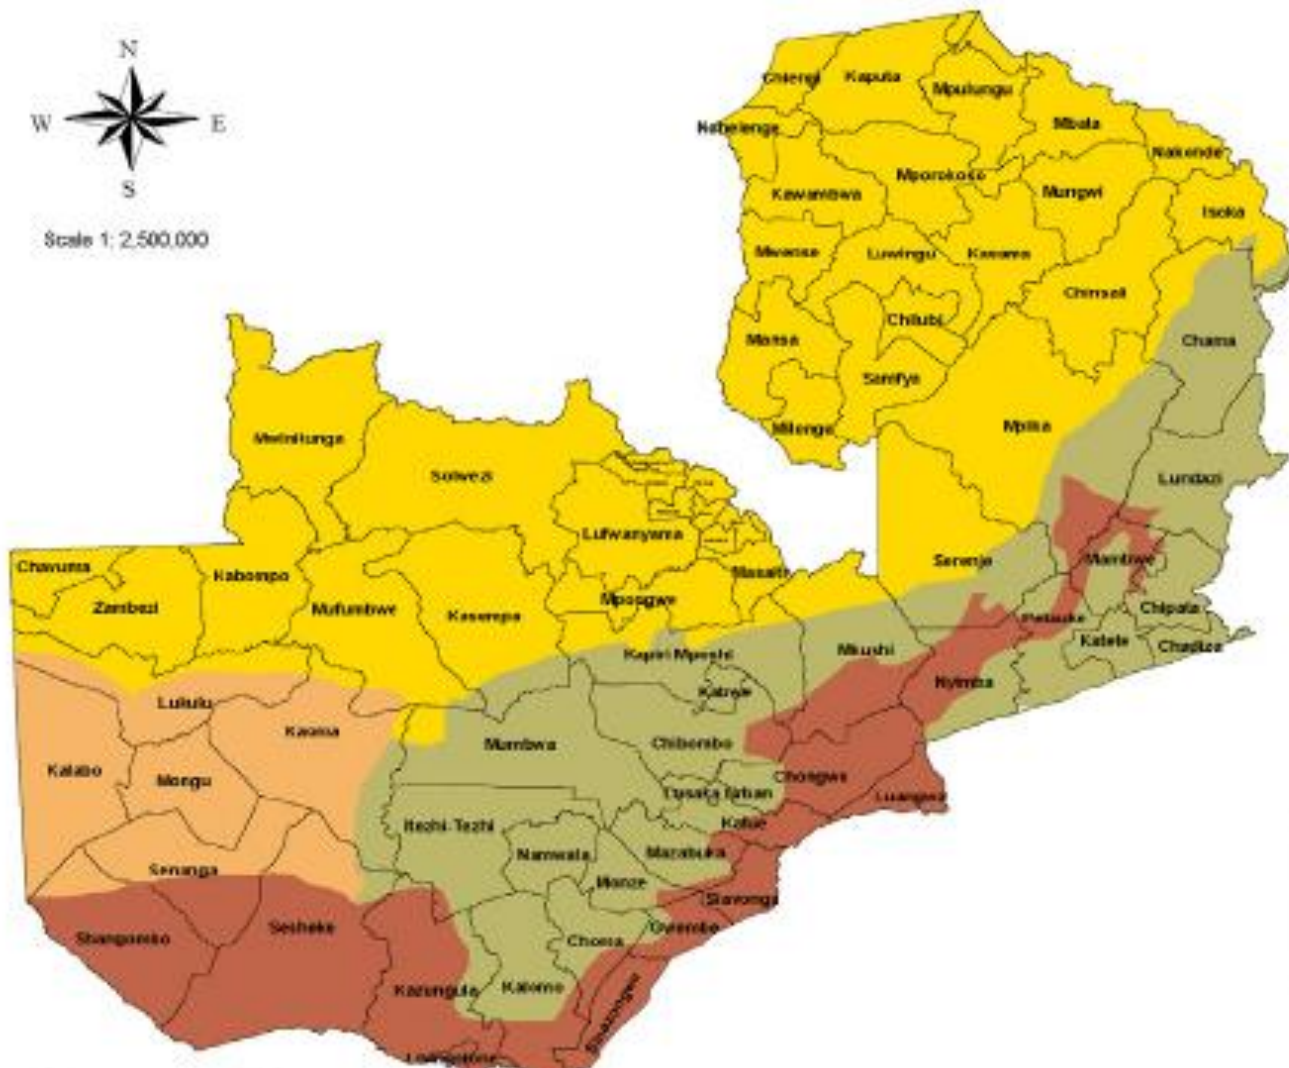 N
W E
S
Scale 1: 2,500,000
Chiengi
Kaputa
Mpulungu
Mbala
Nchelenge
Nakonde
Mporokoso
Kawambwa
Mungwi
Isoka
Mwense
Luwingu
Kasama
Chinsali
Chilubi
Mansa
Chama
Samfya
Milenge
Mpika
Mwinilunga
Solwezi
Lundazi
Lufwanyama
Chavuma
Kabompo
Serenje
Mambwe
Masaiti
Zambezi
Mufumbwe
Kasempa
Mpongwe
Chipata
Petauke
Katete
Chadiza
Kapiri Mposhi
Mkushi
Nyimba
Kabwe
Lukulu
Kaoma
Mumbwa
Chibombo
Kalabo
Mongu
Chongwe
Lusaka Urban
Luangwa
Itezhi-Tezhi
Kafue
Namwala
Mazabuka
Senanga
Monze
Siavonga
Shangombo
Sesheke
Choma
Gwembe
Kazungula
Kalomo
Sinazongwe
Livingstone